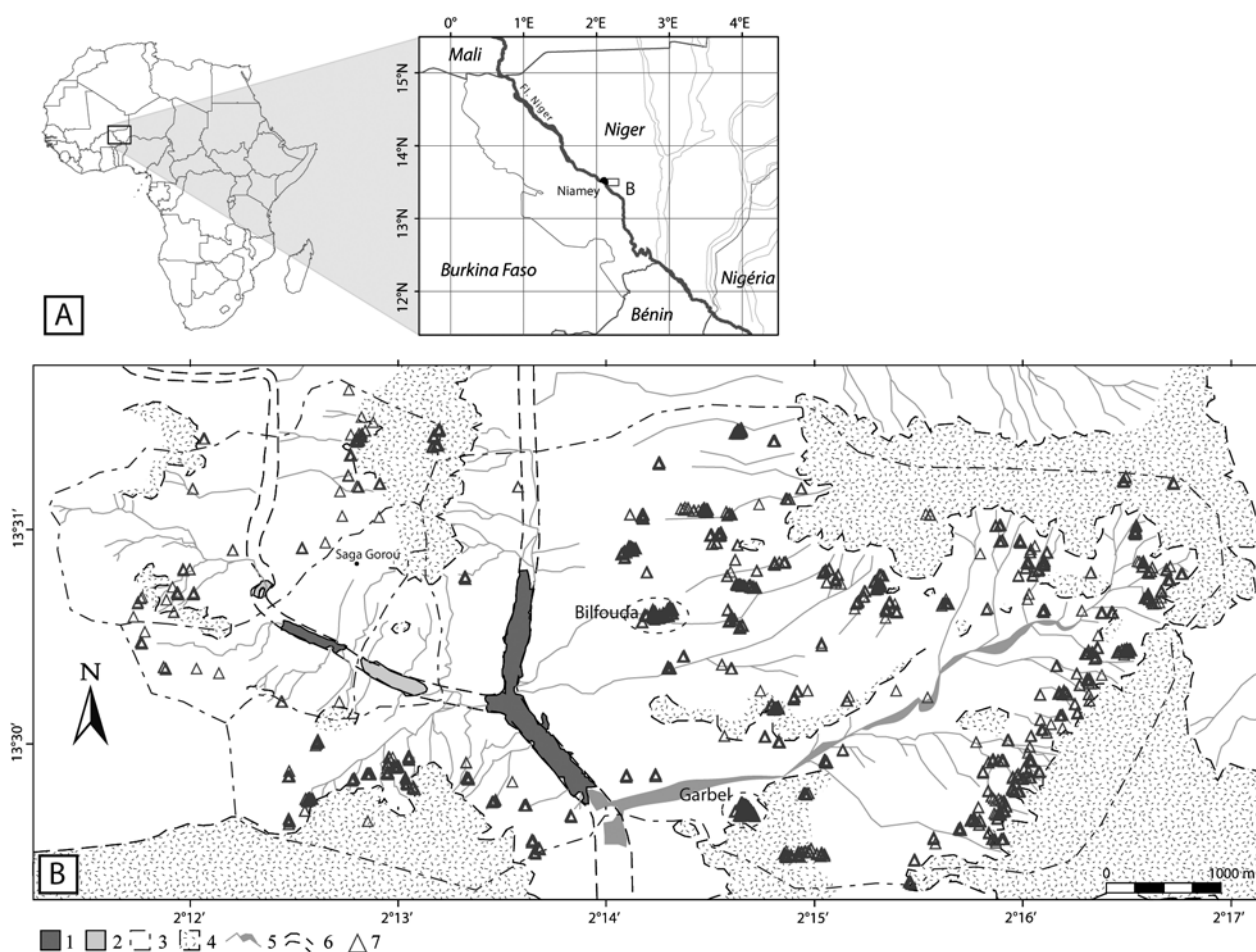 0° 1°E 2°E 3°E 4°E
Mali
15°N
Fl. Niger
Niger
14°N
Niamey
B
13°N
Burkina Faso
Nigéria
12°N
Bénin
A
13°31'
Saga Gorou
Bilfouda
N
13°30'
Garbel
B
0 1000 m
2°12' 2°13' 2°14' 2°15' 2°16' 2°17'
1 2 3 4 5 6 7